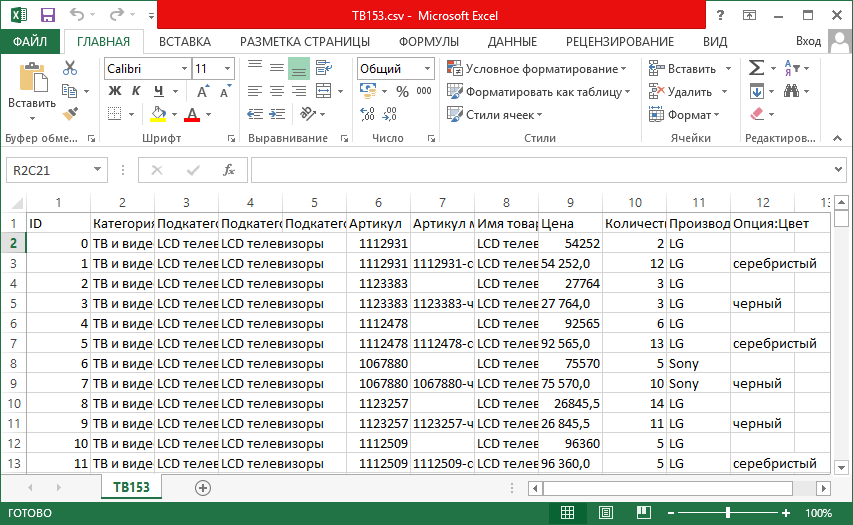 TB153.csv - Microsoft Excel
?
ФАЙЛ ГЛАВНАЯ ВСТАВКА РАЗМЕТКА СТРАНИЦЫ ФОРМУЛЫ ДАННЫЕ РЕЦЕНЗИРОВАНИЕ ВИД Вход
Вставить
Буфер обме...
Calibri 11
Ж К Ч
Шрифт
Выравнивание
Общий
% 000
Число
Условное форматирование
Форматировать как таблицу
Стили ячеек
Стили
Вставить
Удалить
Формат
Ячейки
Редактиров...
R2C21
1 2 3 4 5 6 7 8 9 10 11 12 13
1 ID Категория Подкатего Подкатего Подкатего Артикул Артикул м Имя товар Цена Количеств Производ Опция:Цвет
2 0 ТВ и виде LCD телев LCD телевизоры 1112931 LCD телев 54252 2 LG
3 1 ТВ и виде LCD телев LCD телевизоры 1112931 1112931-с LCD телев 54 252,0 12 LG серебристый
4 2 ТВ и виде LCD телев LCD телевизоры 1123383 LCD телев 27764 3 LG
5 3 ТВ и виде LCD телев LCD телевизоры 1123383 1123383-ч LCD телев 27 764,0 3 LG черный
6 4 ТВ и виде LCD телев LCD телевизоры 1112478 LCD телев 92565 6 LG
7 5 ТВ и виде LCD телев LCD телевизоры 1112478 1112478-с LCD телев 92 565,0 13 LG серебристый
8 6 ТВ и виде LCD телев LCD телевизоры 1067880 LCD телев 75570 5 Sony
9 7 ТВ и виде LCD телев LCD телевизоры 1067880 1067880-ч LCD телев 75 570,0 10 Sony черный
10 8 ТВ и виде LCD телев LCD телевизоры 1123257 LCD телев 26845,5 14 LG
11 9 ТВ и виде LCD телев LCD телевизоры 1123257 1123257-ч LCD телев 26 845,5 11 LG черный
12 10 ТВ и виде LCD телев LCD телевизоры 1112509 LCD телев 96360 5 LG
13 11 ТВ и виде LCD телев LCD телевизоры 1112509 1112509-с LCD телев 96 360,0 5 LG серебристый
TB153
ГОТОВО 100%